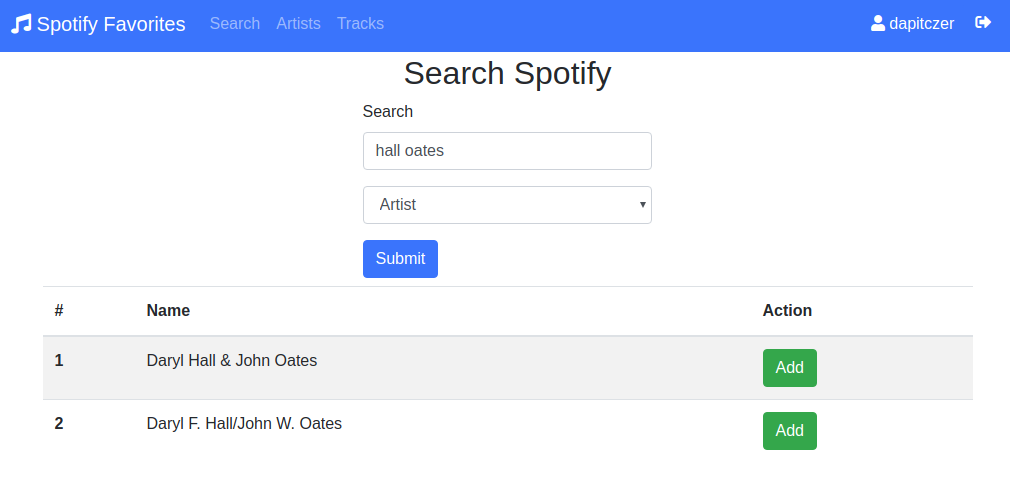 Spotify Favorites Search Artists Tracks dapitczer
Search Spotify
Search
hall oates
Artist
Submit
# Name Action
1 Daryl Hall & John Oates Add
2 Daryl F. Hall/John W. Oates Add